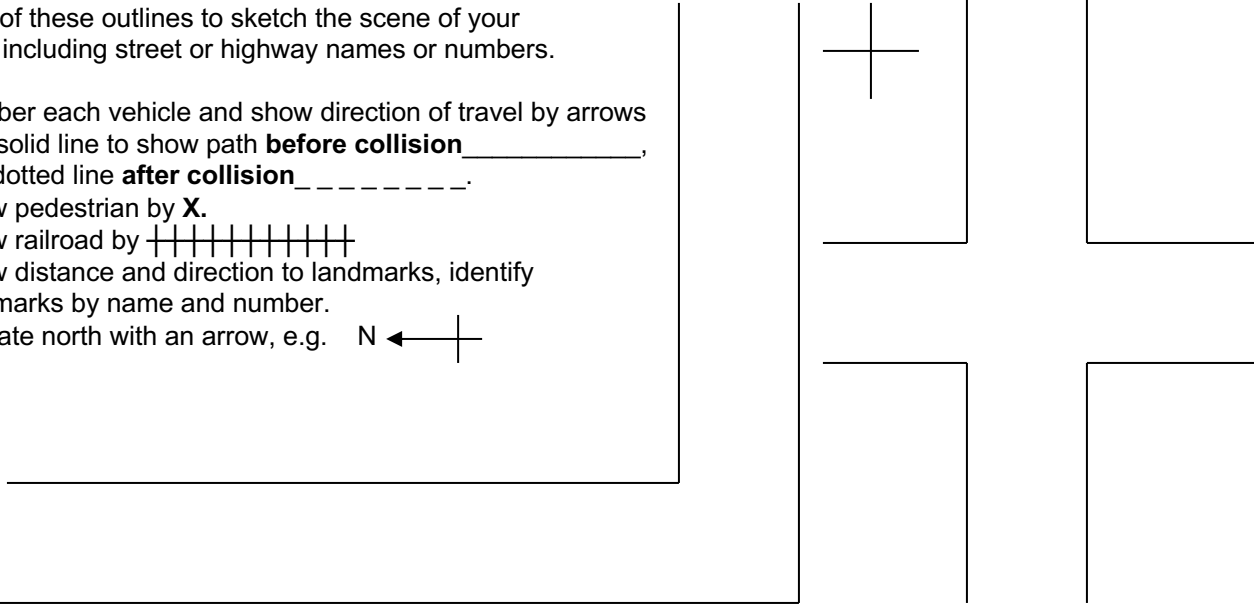 of these outlines to sketch the scene of your
including street or highway names or numbers.
ber each vehicle and show direction of travel by arrows
solid line to show path before collision____________,
dotted line after collision_ _ _ _ _ _ _ _.
w pedestrian by X.
w railroad by
w distance and direction to landmarks, identify
marks by name and number.
ate north with an arrow, e.g. N